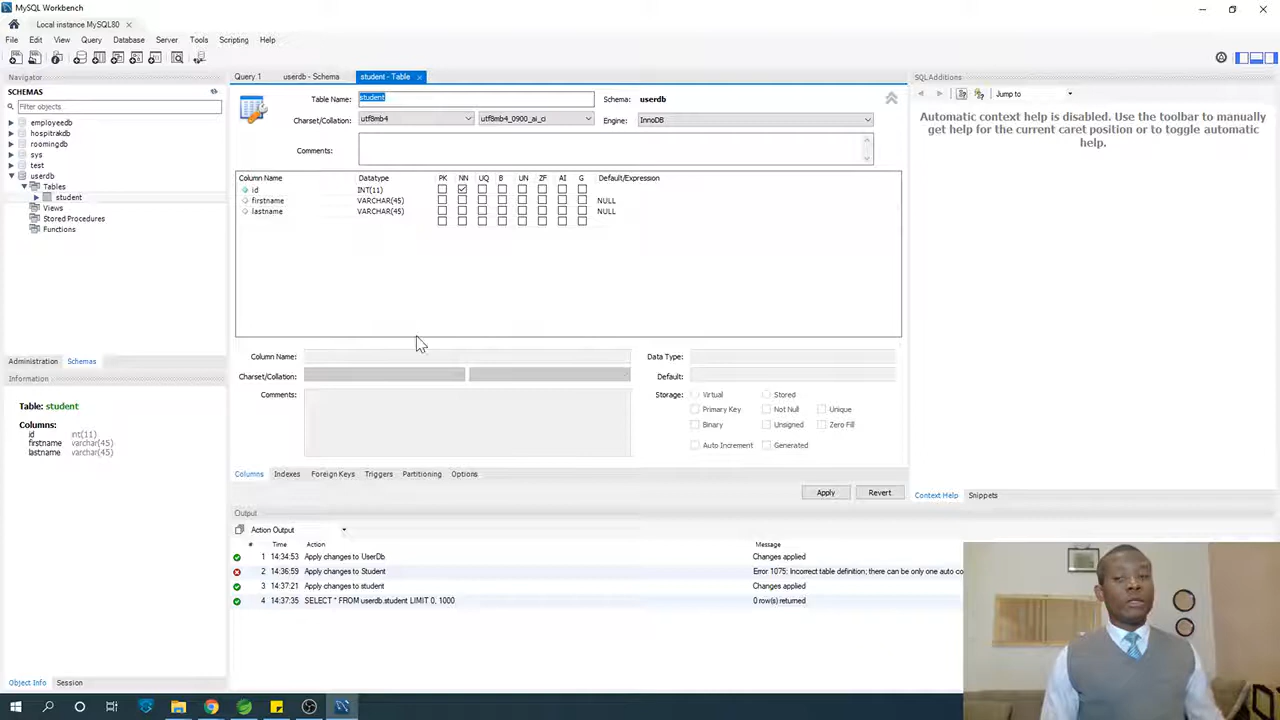 MySQL Workbench
Local instance MySQL80
File Edit View Query Database Server Tools Scripting Help
Navigator
SCHEMAS
Filter objects
employeedb
hospitrakdb
roomingdb
sys
test
userdb
Tables
student
Views
Stored Procedures
Functions
Administration Schemas
Information
Table: student
Columns:
id int(11)
firstname varchar(45)
lastname varchar(45)
Object Info Session
Query 1 userdb - Schema student - Table
Table Name: student Schema: userdb
Charset/Collation: utf8mb4 utf8mb4_0900_ai_ci Engine: InnoDB
Comments:
Column Name Datatype PK NN UQ B UN ZF AI G Default/Expression
id INT(11)
firstname VARCHAR(45) NULL
lastname VARCHAR(45) NULL
Column Name: Data Type:
Charset/Collation: Default:
Comments: Storage: Virtual Stored
Primary Key Not Null Unique
Binary Unsigned Zero Fill
Auto Increment Generated
Columns Indexes Foreign Keys Triggers Partitioning Options
Apply Revert
Output
Action Output
# Time Action Message
1 14:34:53 Apply changes to UserDb Changes applied
2 14:36:59 Apply changes to Student Error 1075: Incorrect table definition; there can be only one auto co
3 14:37:21 Apply changes to student Changes applied
4 14:37:35 SELECT * FROM userdb.student LIMIT 0, 1000 0 row(s) returned
SQLAdditions
Jump to
Automatic context help is disabled. Use the toolbar to manually
get help for the current caret position or to toggle automatic
help.
Context Help Snippets